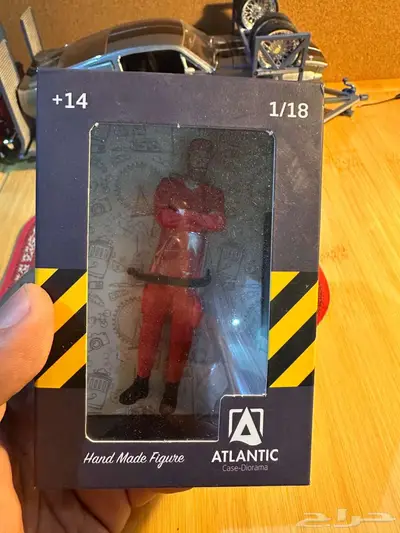 +14
1/18
Hand Made Figure
ATLANTIC
Case-Diorama
حراج